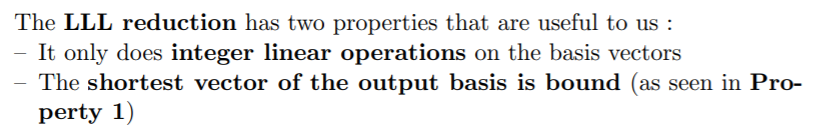 The LLL reduction has two properties that are useful to us :
– It only does integer linear operations on the basis vectors
– The shortest vector of the output basis is bound (as seen in Pro-
perty 1)